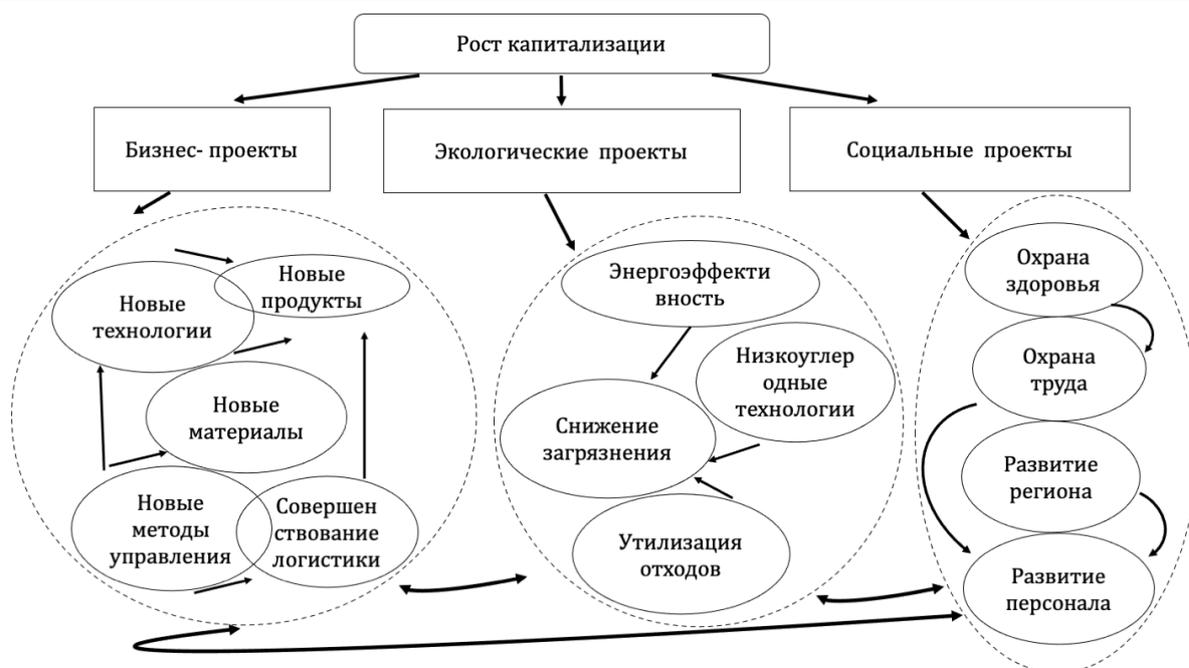 Рост капитализации
Бизнес- проекты
Экологические проекты
Социальные проекты
Новые
продукты
Новые
технологии
Новые
материалы
Новые
методы
управления
Совершен
ствование
логистики
Энергоэффекти
вность
Низкоуглер
одные
технологии
Снижение
загрязнения
Утилизация
отходов
Охрана
здоровья
Охрана
труда
Развитие
региона
Развитие
персонала